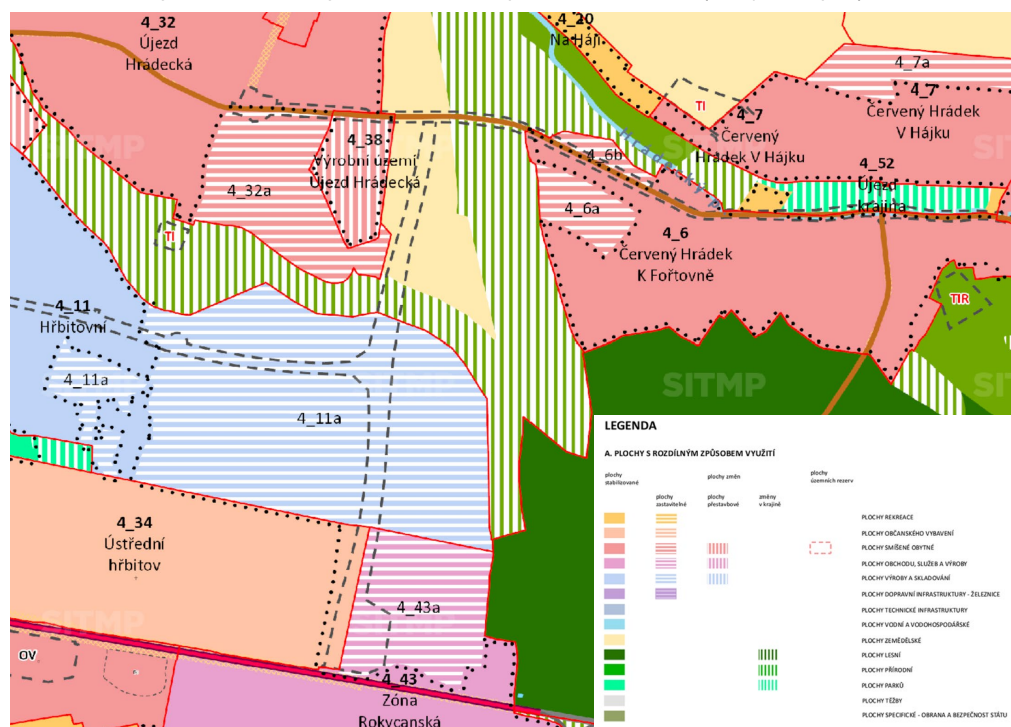 4_32
Újezd
Hrádecká
4_20
Na Háji
4_7a
4_7
Červený Hrádek
V Hájku
TI
4_7
Červený
Hrádek V Hájku
4_38
Výrobní území
Újezd Hrádecká
4_32a
4_6b
4_52
Újezd
krajina
4_6a
4_6
Červený Hrádek
K Fořtovně
TI
TIR
4_11
Hřbitovní
4_11a
4_11a
SITMP
SITMP
SITMP
4_34
Ústřední
hřbitov
4_43a
OV
4_43
Zóna
Rokycanská
LEGENDA
A. PLOCHY S ROZDÍLNÝM ZPŮSOBEM VYUŽITÍ
plochy
stabilizované
plochy změn
plochy
územních rezerv
plochy
zastavitelné
plochy
přestavbové
změny
v krajině
PLOCHY REKREACE
PLOCHY OBČANSKÉHO VYBAVENÍ
PLOCHY SMÍŠENÉ OBYTNÉ
PLOCHY OBCHODU, SLUŽEB A VÝROBY
PLOCHY VÝROBY A SKLADOVÁNÍ
PLOCHY DOPRAVNÍ INFRASTRUKTURY - ŽELEZNICE
PLOCHY TECHNICKÉ INFRASTRUKTURY
PLOCHY VODNÍ A VODOHOSPODÁŘSKÉ
PLOCHY ZEMĚDĚLSKÉ
PLOCHY LESNÍ
PLOCHY PŘÍRODNÍ
PLOCHY PARKŮ
PLOCHY TĚŽBY
PLOCHY SPECIFICKÉ - OBRANA A BEZPEČNOST STÁTU